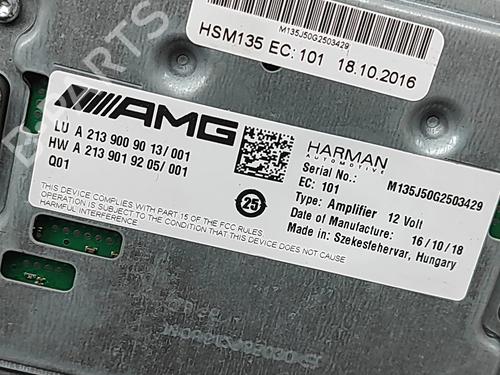 M135J50G2503429
HSM135 EC: 101 18.10.2016
AMG
LU A 213 900 90 13/001
HW A 213 901 92 05/001
Q01
25
THIS DEVICE COMPLIES WITH PART 15 OF THE FCC RULES
OPERATION IS SUBJECT TO THE CONDITION THAT THIS DEVICE DOES NOT CAUSE
HARMFUL INTERFERENCE
HARMAN
AUTOMOTIVE
Serial No.: M135J50G2503429
EC: 101
Type: Amplifier 12 Volt
Date of Manufacture: 16/10/18
Made in: Szekesfehervar, Hungary